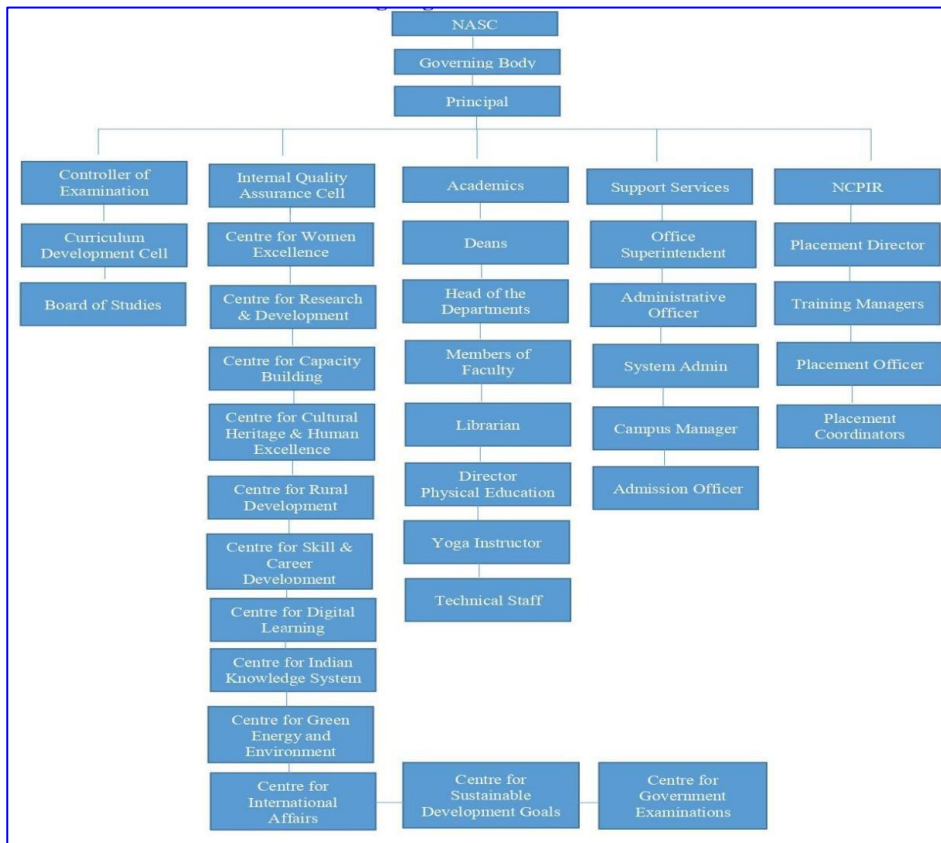 NASC
Governing Body
Principal
Controller of
Examination
Curriculum
Development Cell
Board of Studies
Internal Quality
Assurance Cell
Centre for Women
Excellence
Centre for Research
& Development
Centre for Capacity
Building
Centre for Cultural
Heritage & Human
Excellence
Centre for Rural
Development
Centre for Skill &
Career
Development
Centre for Digital
Learning
Centre for Indian
Knowledge System
Centre for Green
Energy and
Environment
Centre for
International
Affairs
Centre for
Sustainable
Development Goals
Centre for
Government
Examinations
Academics
Deans
Head of the
Departments
Members of
Faculty
Librarian
Director
Physical Education
Yoga Instructor
Technical Staff
Support Services
Office
Superintendent
Administrative
Officer
System Admin
Campus Manager
Admission Officer
NCPIR
Placement Director
Training Managers
Placement Officer
Placement
Coordinators